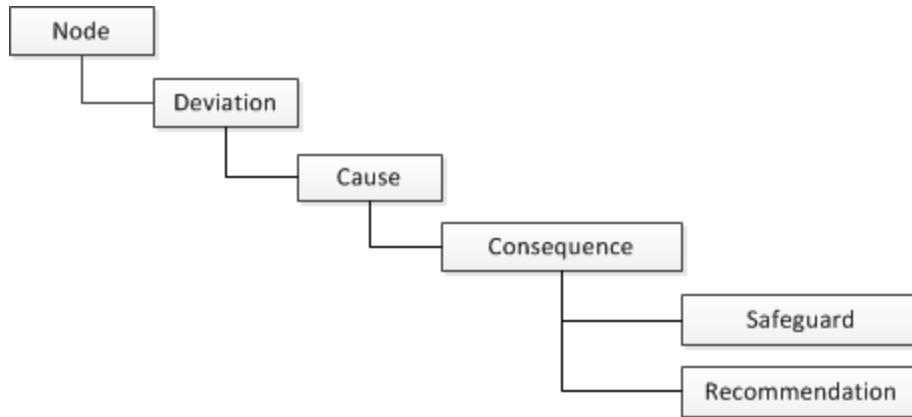 Node
Deviation
Cause
Consequence
Safeguard
Recommendation